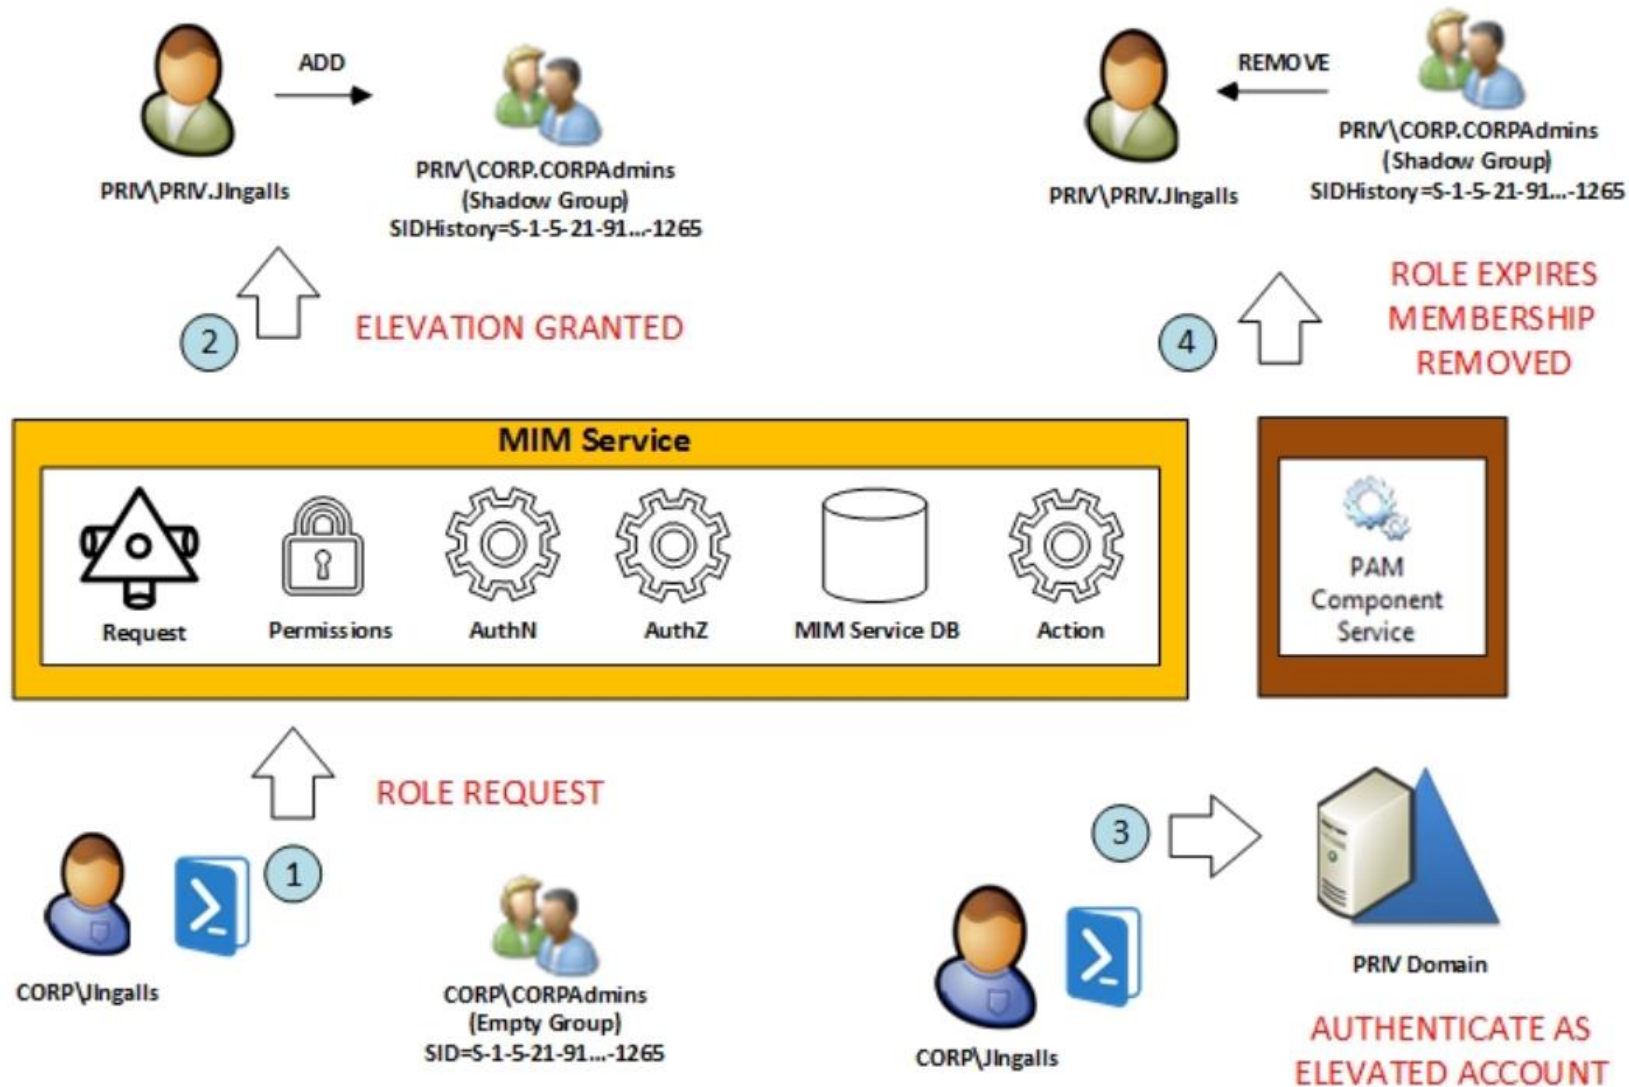 ADD
PRIV\PRIV.JIngalls
PRIV\CORP.CORPAdmins
(Shadow Group)
SIDHistory=S-1-5-21-91...-1265
REMOVE
PRIV\PRIV.JIngalls
PRIV\CORP.CORPAdmins
(Shadow Group)
SIDHistory=S-1-5-21-91...-1265
2
ELEVATION GRANTED
4
ROLE EXPIRES
MEMBERSHIP
REMOVED
MIM Service
Request
Permissions
AuthN
AuthZ
MIM Service DB
Action
PAM
Component
Service
1
ROLE REQUEST
CORP\JIngalls
CORP\CORPAdmins
(Empty Group)
SID=S-1-5-21-91...-1265
3
CORP\JIngalls
PRIV Domain
AUTHENTICATE AS
ELEVATED ACCOUNT